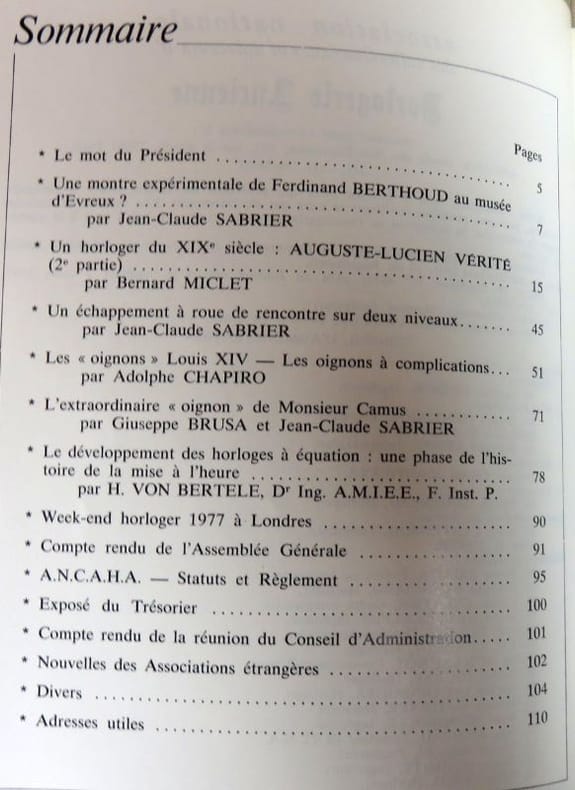 Sommaire
Pages
* Le mot du Président .................................... 5
* Une montre expérimentale de Ferdinand BERTHOUD au musée
d'Evreux ? .................................... 7
par Jean-Claude SABRIER
* Un horloger du XIXe siècle : AUGUSTE-LUCIEN VÉRITÉ
(2e partie) .................................... 15
par Bernard MICLET
* Un échappement à roue de rencontre sur deux niveaux....... 45
par Jean-Claude SABRIER
* Les « oignons » Louis XIV — Les oignons à complications... 51
par Adolphe CHAPIRO
* L'extraordinaire « oignon » de Monsieur Camus ............ 71
par Giuseppe BRUSA et Jean-Claude SABRIER
* Le développement des horloges à équation : une phase de l'his-
toire de la mise à l'heure .................................... 78
par H. VON BERTELE, Dr Ing. A.M.I.E.E., F. Inst. P.
* Week-end horloger 1977 à Londres ........................ 90
* Compte rendu de l'Assemblée Générale .................... 91
* A.N.C.A.H.A. — Statuts et Règlement ..................... 95
* Exposé du Trésorier .................................... 100
* Compte rendu de la réunion du Conseil d'Administration..... 101
* Nouvelles des Associations étrangères ....................... 102
* Divers .................................... 104
* Adresses utiles .................................... 110